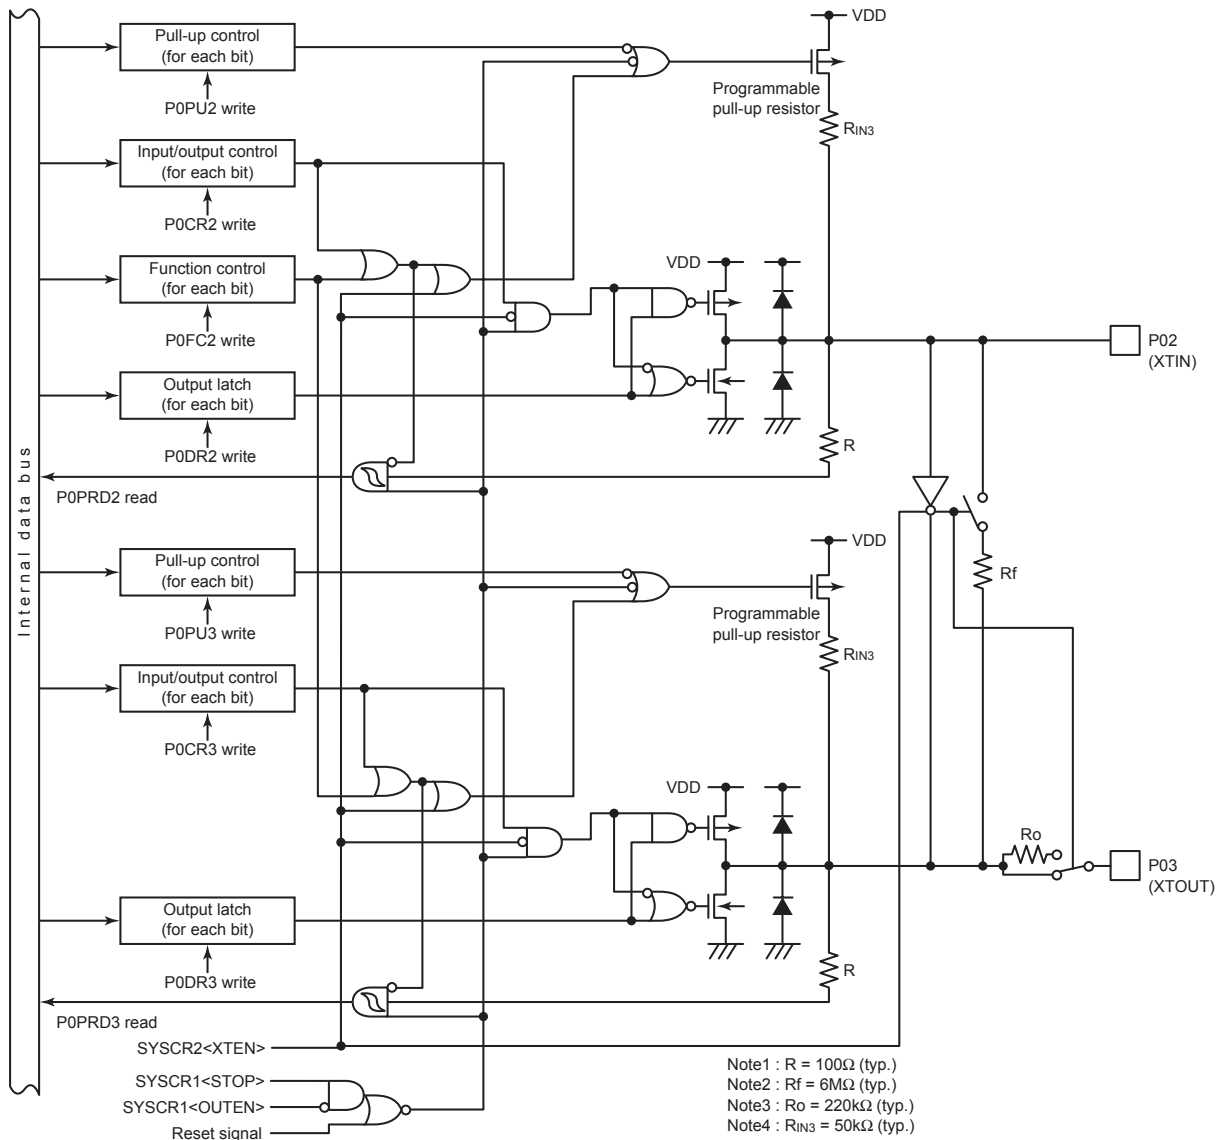 VDD
Pull-up control
(for each bit)
P0PU2 write
Programmable
pull-up resistor
RIN3
Input/output control
(for each bit)
P0CR2 write
Function control
(for each bit)
P0FC2 write
VDD
P02
(XTIN)
Output latch
(for each bit)
P0DR2 write
R
Internal data bus
P0PRD2 read
VDD
Pull-up control
(for each bit)
P0PU3 write
Rf
Programmable
pull-up resistor
RIN3
Input/output control
(for each bit)
P0CR3 write
VDD
Ro
P03
(XTOUT)
Output latch
(for each bit)
P0DR3 write
R
P0PRD3 read
SYSCR2<XTEN>
SYSCR1<STOP>
SYSCR1<OUTEN>
Reset signal
Note1 : R = 100Ω (typ.)
Note2 : Rf = 6MΩ (typ.)
Note3 : Ro = 220kΩ (typ.)
Note4 : RIN3 = 50kΩ (typ.)